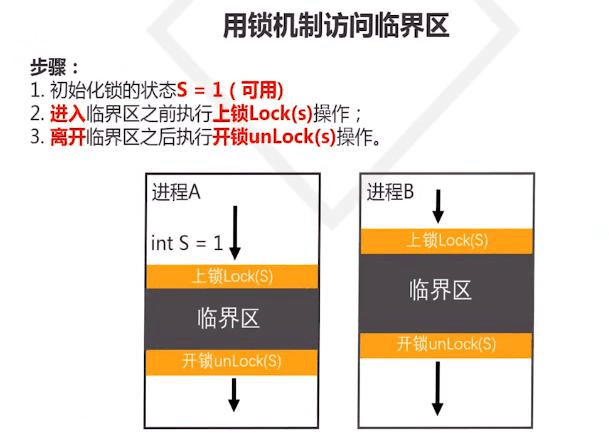 用锁机制访问临界区
步骤：
1. 初始化锁的状态S = 1 ( 可用)
2. 进入临界区之前执行上锁Lock(s)操作；
3. 离开临界区之后执行开锁unLock(s)操作。
进程A
int S = 1
上锁Lock(S)
临界区
开锁unLock(S)
进程B
上锁Lock(S)
临界区
开锁unLock(S)